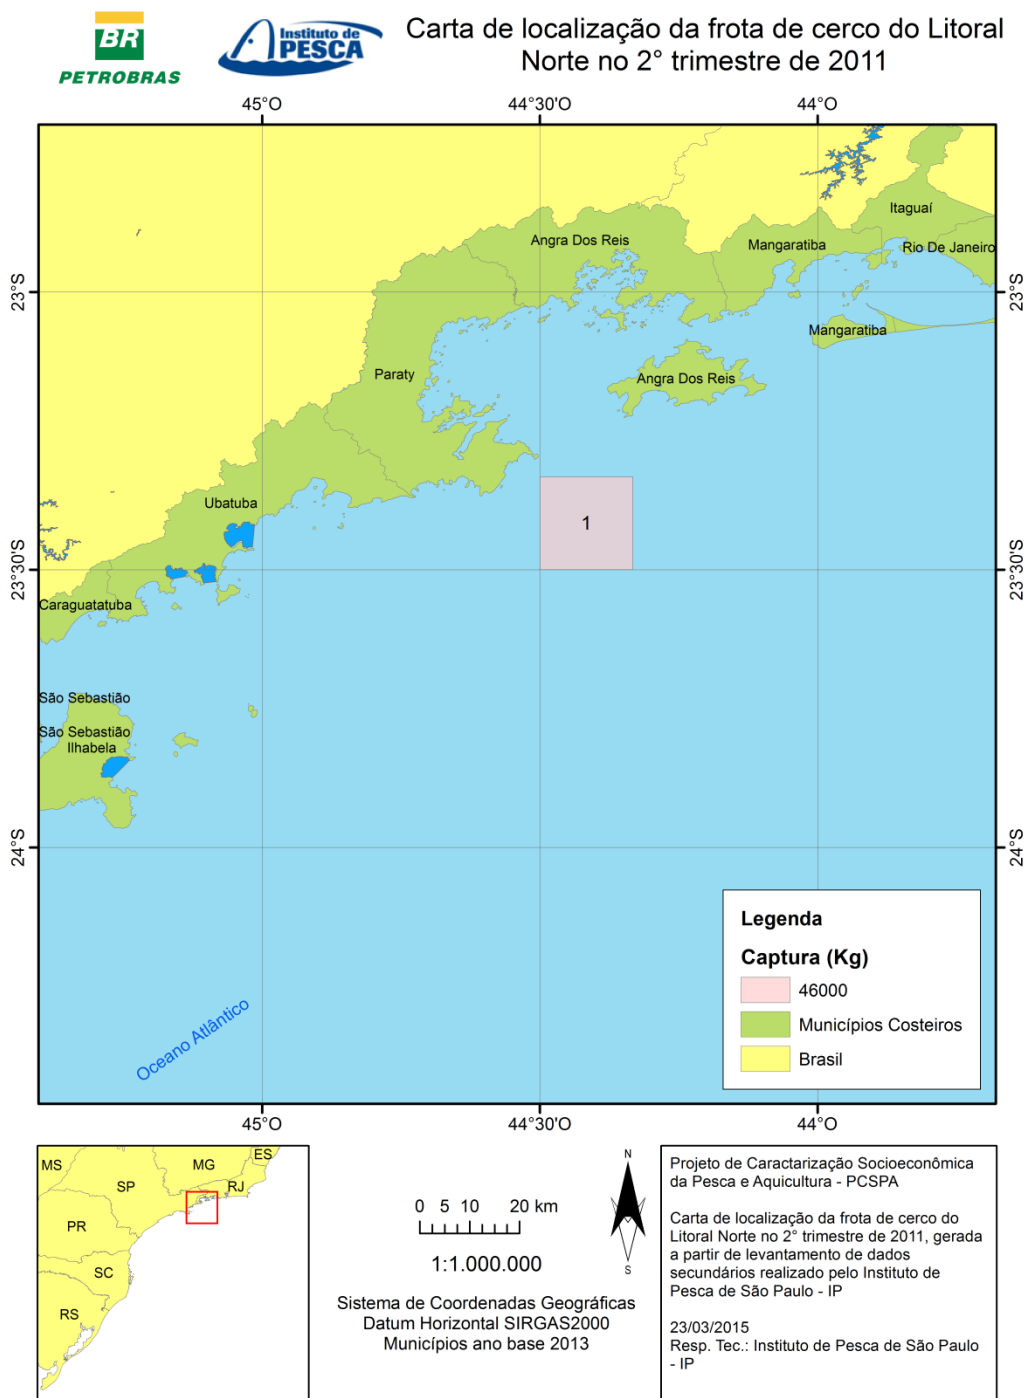 BR
PETROBRAS
Instituto de
PESCA
Carta de localização da frota de cerco do Litoral
Norte no 2° trimestre de 2011
45°O
44°30'O
44°O
Itaguaí
Angra Dos Reis
Mangaratiba
Rio De Janeiro
23°S
23°S
Mangaratiba
Paraty
Angra Dos Reis
Ubatuba
1
23°30'S
23°30'S
Caraguatatuba
São Sebastião
São Sebastião
Ilhabela
24°S
24°S
Legenda
Captura (Kg)
46000
Municípios Costeiros
Brasil
Oceano Atlântico
45°O
44°30'O
44°O
MS
MG
ES
SP
RJ
PR
SC
RS
0 5 10 20 km
1:1.000.000
Sistema de Coordenadas Geográficas
Datum Horizontal SIRGAS2000
Municípios ano base 2013
N
S
Projeto de Caractarização Socioeconômica
da Pesca e Aquicultura - PCSPA
Carta de localização da frota de cerco do
Litoral Norte no 2° trimestre de 2011, gerada
a partir de levantamento de dados
secundários realizado pelo Instituto de
Pesca de São Paulo - IP
23/03/2015
Resp. Tec.: Instituto de Pesca de São Paulo
- IP